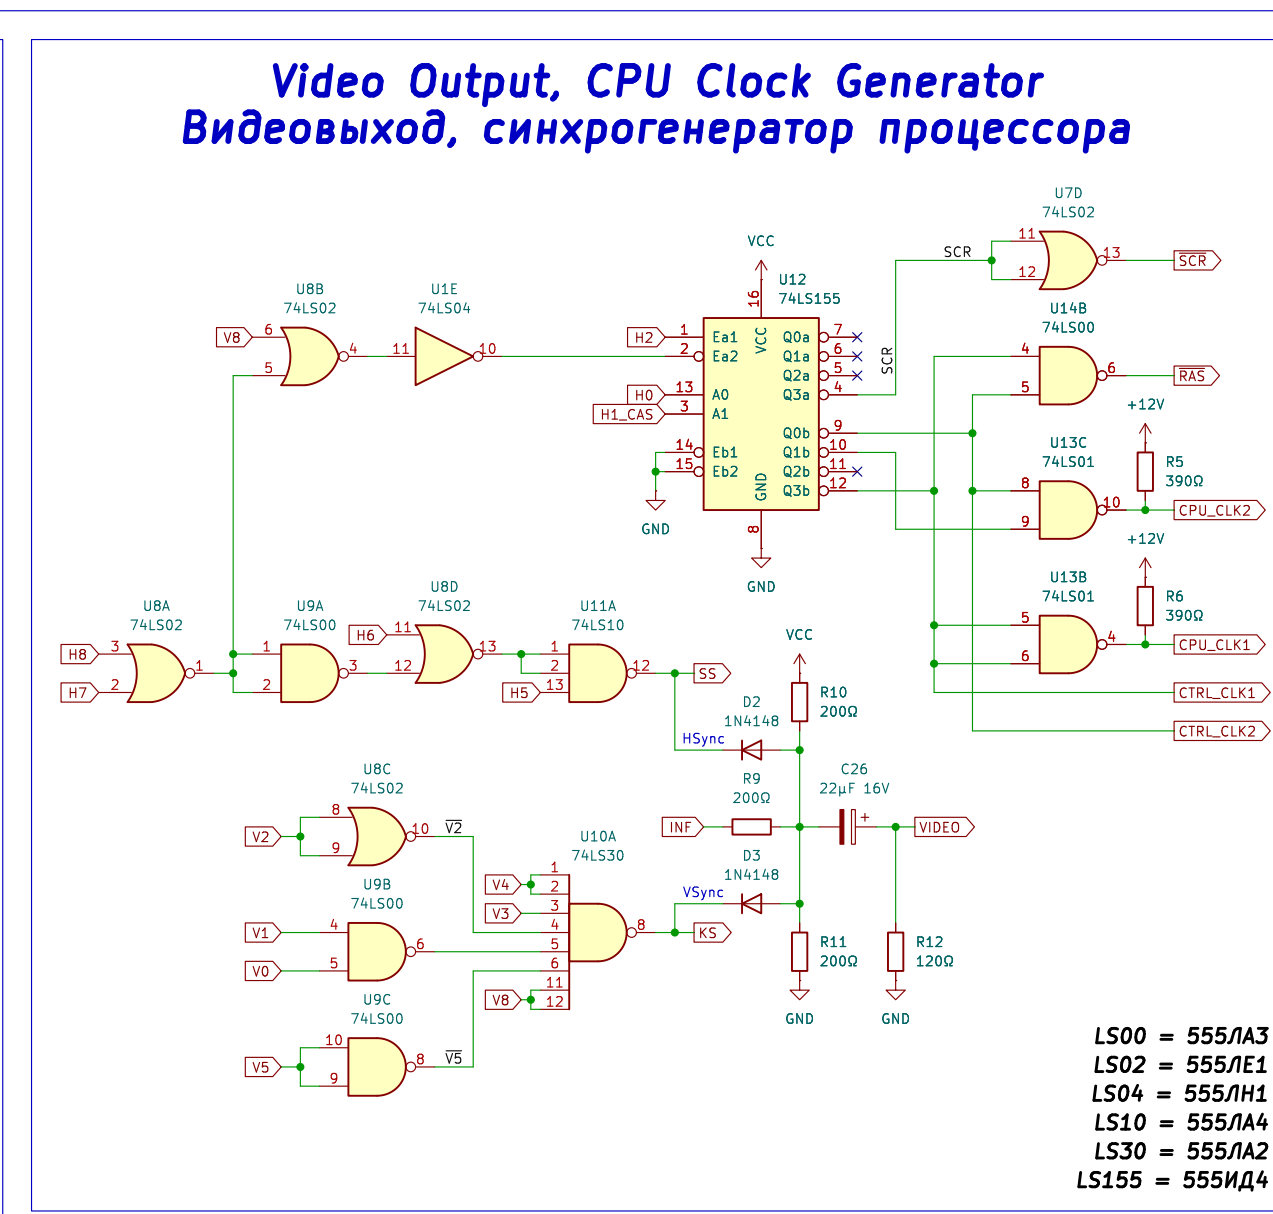 Video Output, CPU Clock Generator
Видеовыход, синхрогенератор процессора
U7D
74LS02
11
12
13
SCR
SCR
SCR
VCC
U12
74LS155
16
VCC
H2
1
Ea1
2
Ea2
H0
13
A0
H1_CAS
3
A1
14
Eb1
15
Eb2
GND
GND
8
GND
Q0a
7
Q1a
6
Q2a
5
Q3a
4
Q0b
9
Q1b
10
Q2b
11
Q3b
12
U8B
74LS02
V8
6
5
4
U1E
74LS04
11
10
U14B
74LS00
4
5
6
RAS
+12V
R5
390Ω
U13C
74LS01
8
9
10
CPU_CLK2
+12V
R6
390Ω
U13B
74LS01
5
6
4
CPU_CLK1
CTRL_CLK1
CTRL_CLK2
U8A
74LS02
H8
3
H7
2
1
U9A
74LS00
1
2
3
U8D
74LS02
H6
11
12
13
U11A
74LS10
1
2
H5
13
12
SS
VCC
R10
200Ω
D2
1N4148
HSync
R9
200Ω
INF
C26
22µF 16V
+
VIDEO
D3
1N4148
VSync
KS
R11
200Ω
GND
R12
120Ω
GND
U8C
74LS02
V2
8
9
10
V2
U9B
74LS00
V1
4
V0
5
6
U9C
74LS00
V5
10
9
8
V5
U10A
74LS30
V4
1
2
V3
3
4
5
6
V8
11
12
8
LS00 = 555ЛА3
LS02 = 555ЛЕ1
LS04 = 555ЛН1
LS10 = 555ЛА4
LS30 = 555ЛА2
LS155 = 555ИД4